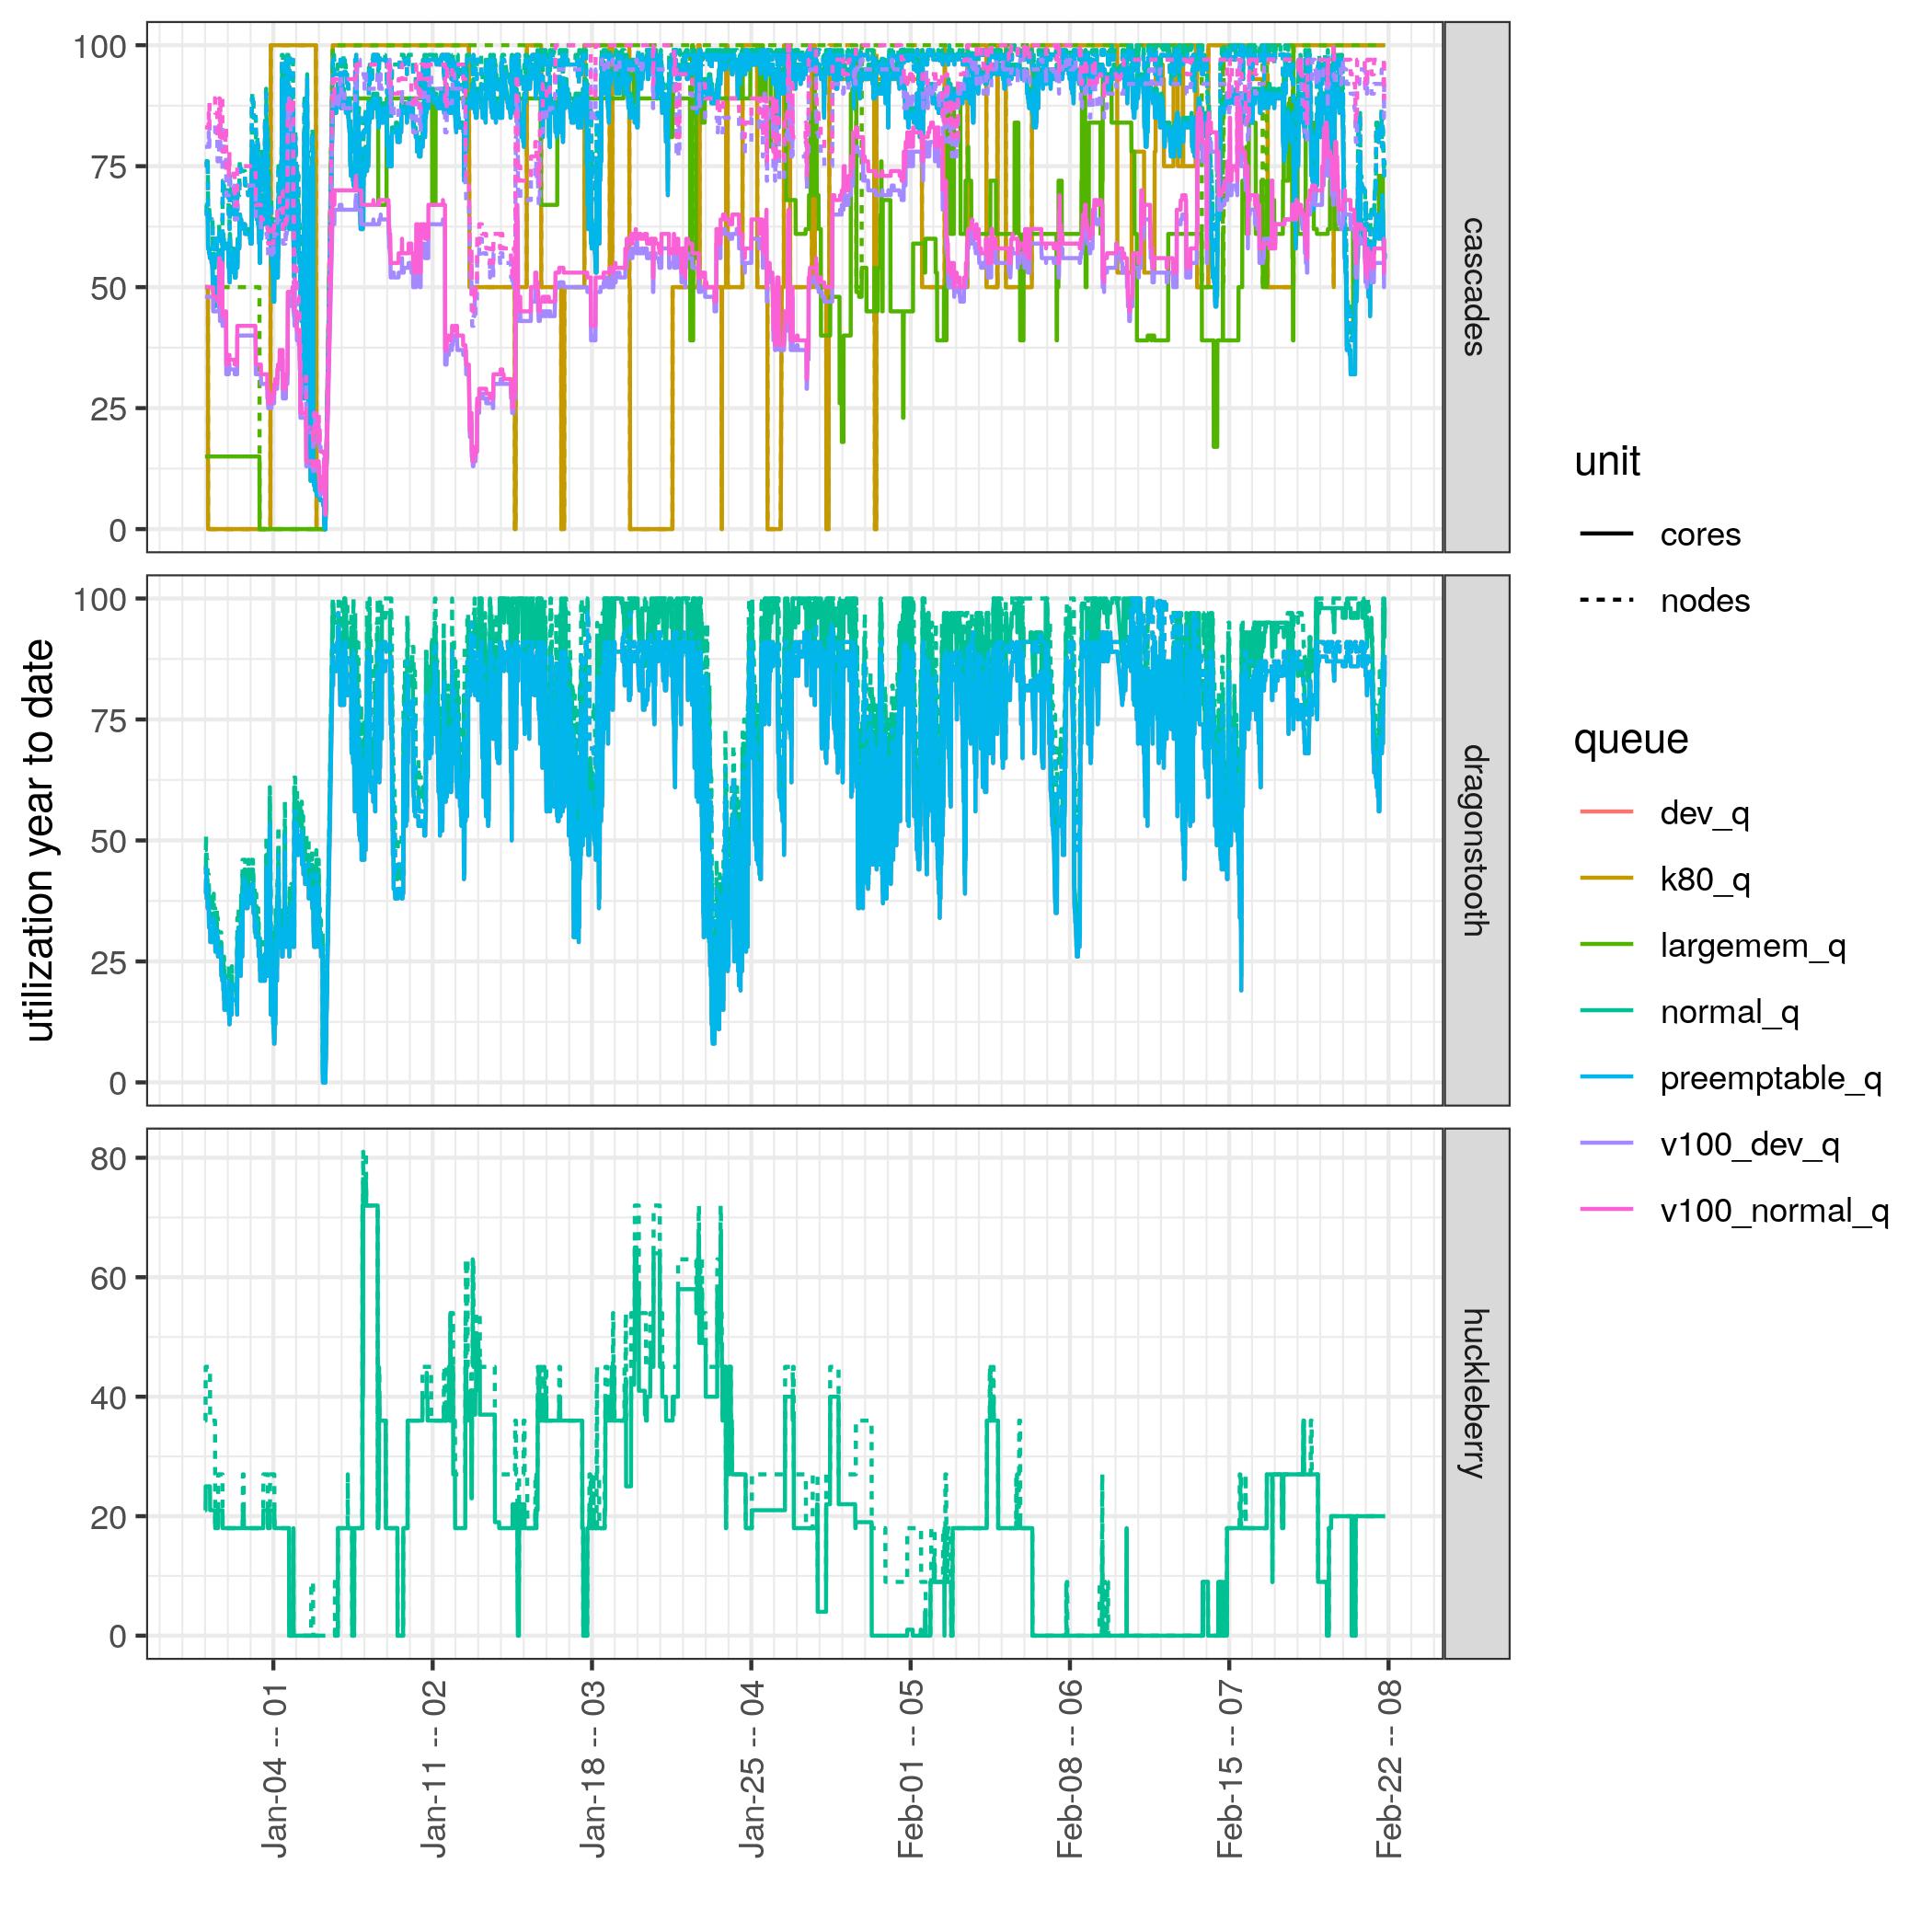 utilization year to date
100
75
50
25
0
cascades
100
75
50
25
0
dragonstooth
80
60
40
20
0
huckleberry
Jan-04 -- 01
Jan-11 -- 02
Jan-18 -- 03
Jan-25 -- 04
Feb-01 -- 05
Feb-08 -- 06
Feb-15 -- 07
Feb-22 -- 08
unit
cores
nodes
queue
dev_q
k80_q
largemem_q
normal_q
preemptable_q
v100_dev_q
v100_normal_q